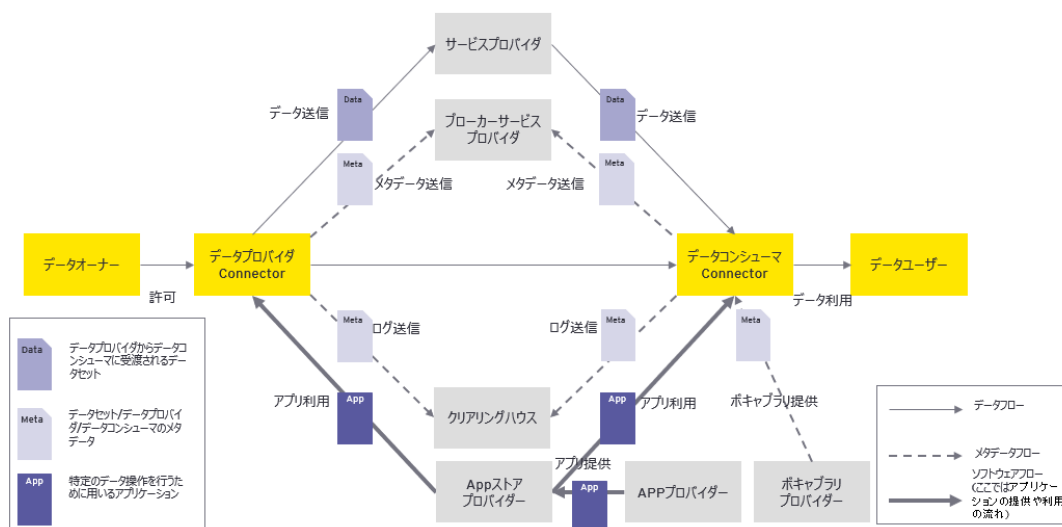 サービスプロバイダ
Data
データ送信
Data
データ送信
ブローカーサービス
プロバイダ
Meta
メタデータ送信
Meta
メタデータ送信
データオーナー
データプロバイダ
Connector
データコンシューマ
Connector
データユーザー
許可
データ利用
Meta
ログ送信
Meta
ログ送信
Meta
アプリ利用
App
クリアリングハウス
App
アプリ利用
ボキャブラリ提供
アプリ提供
Appストア
プロバイダー
App
APPプロバイダー
ボキャブラリ
プロバイダー
Data
データプロバイダからデータコ
ンシューマに受渡されるデー
タセット
Meta
データセット/データプロバイ
ダ/データコンシューマのメタ
データ
App
特定のデータ操作を行うた
めに用いるアプリケーション
データフロー
メタデータフロー
ソフトウェアフロー
(ここではアプリケー
ションの提供や利用
の流れ)